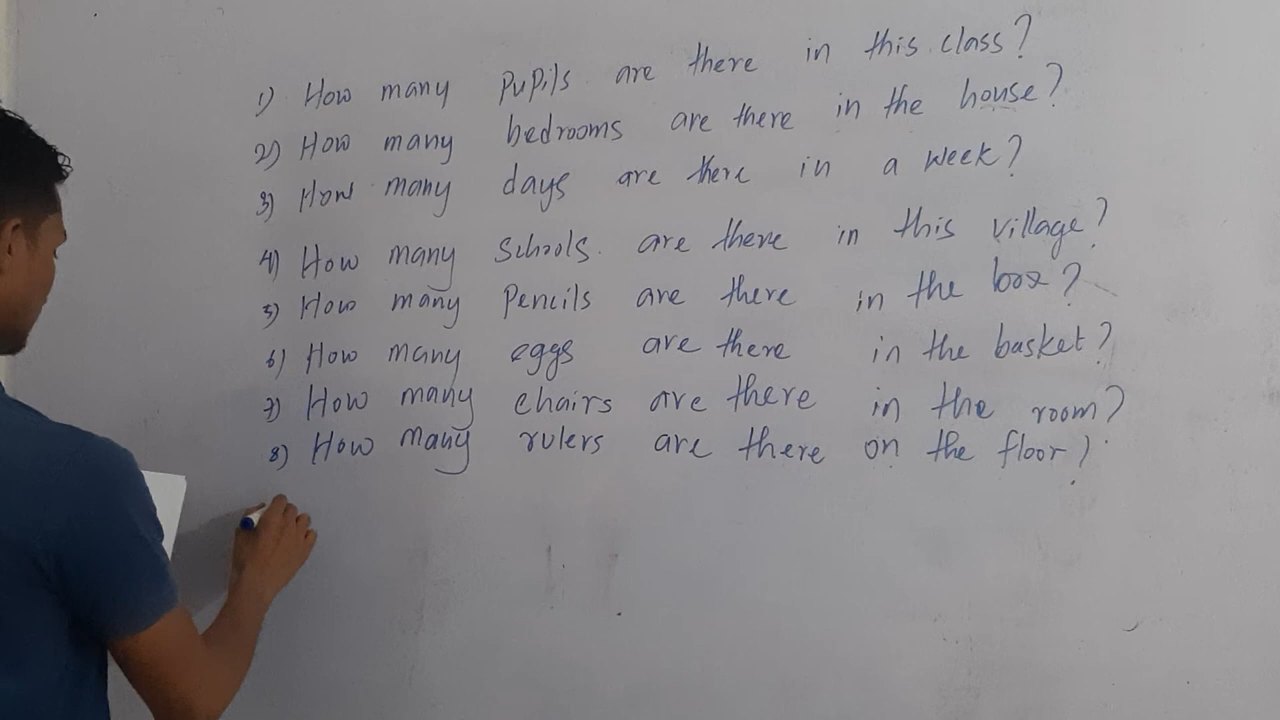 1) How many pupils are there in this class?
2) How many bedrooms are there in the house?
3) How many days are there in a week?
4) How many schools are there in this village?
5) How many pencils are there in the box?
6) How many eggs are there in the basket?
7) How many chairs are there in the room?
8) How many rulers are there on the floor?